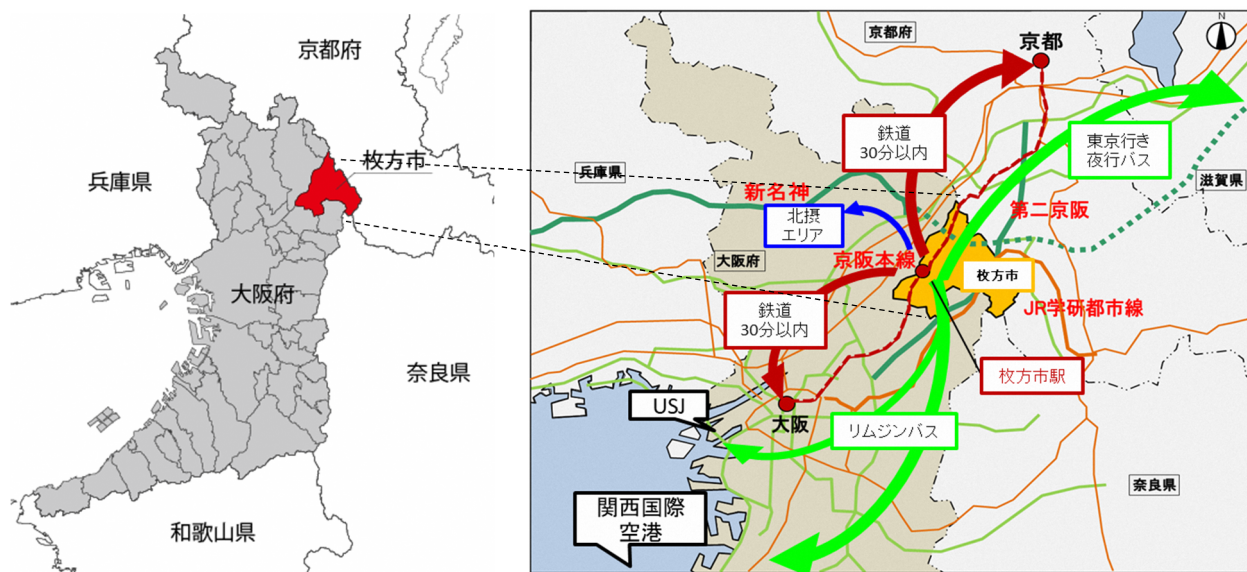 京都府
兵庫県
枚方市
大阪府
奈良県
和歌山県
N
京都府
京都
鉄道
30分以内
東京行き
夜行バス
兵庫県
滋賀県
新名神
北摂
エリア
第二京阪
大阪府
京阪本線
枚方市
鉄道
30分以内
JR学研都市線
枚方市駅
USJ
大阪
リムジンバス
関西国際
空港
奈良県